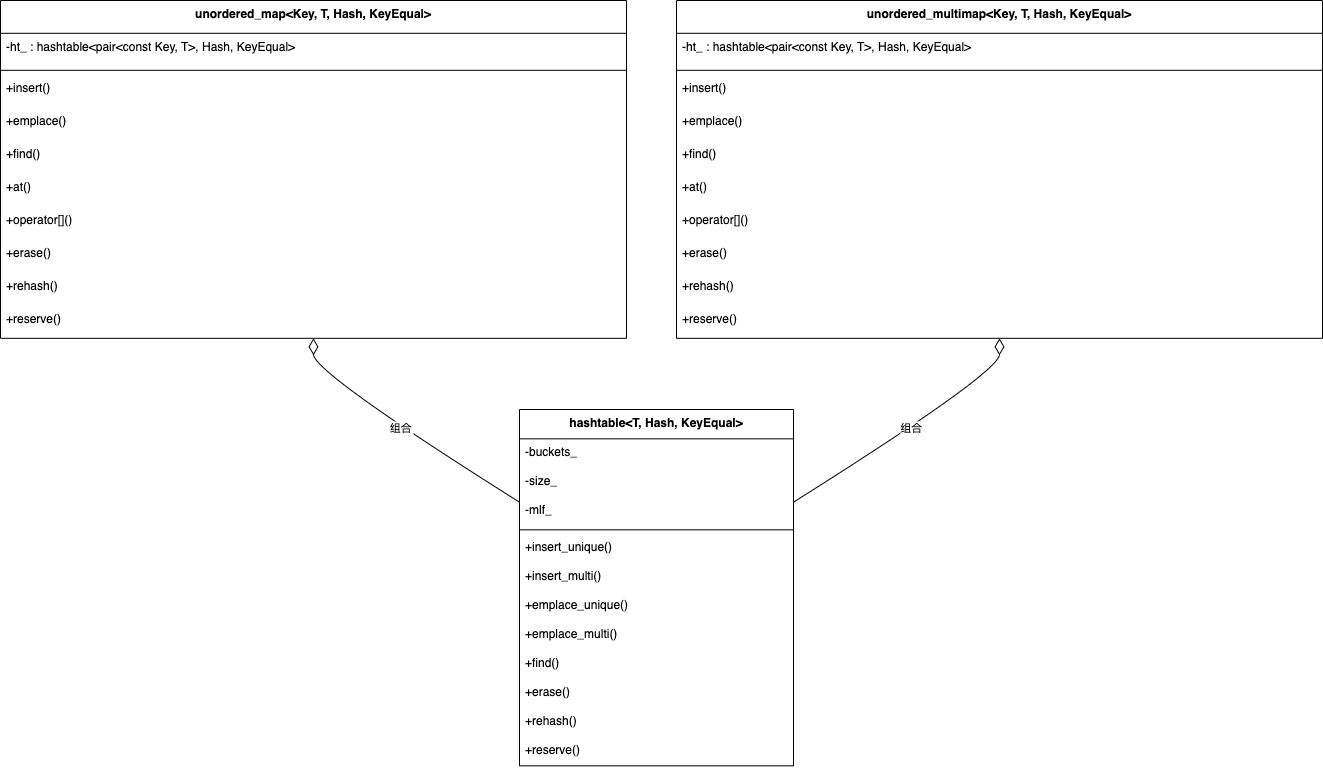 unordered_map<Key, T, Hash, KeyEqual>
-ht_ : hashtable<pair<const Key, T>, Hash, KeyEqual>
+insert()
+emplace()
+find()
+at()
+operator[]()
+erase()
+rehash()
+reserve()
unordered_multimap<Key, T, Hash, KeyEqual>
-ht_ : hashtable<pair<const Key, T>, Hash, KeyEqual>
+insert()
+emplace()
+find()
+at()
+operator[]()
+erase()
+rehash()
+reserve()
组合
组合
hashtable<T, Hash, KeyEqual>
-buckets_
-size_
-mlf_
+insert_unique()
+insert_multi()
+emplace_unique()
+emplace_multi()
+find()
+erase()
+rehash()
+reserve()